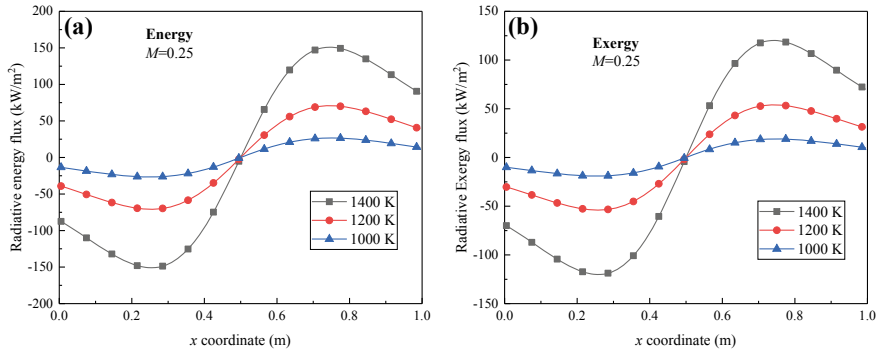 (a)
Energy
M=0.25
Radiative energy flux (kW/m²)
200
150
100
50
0
-50
-100
-150
-200
1400 K
1200 K
1000 K
0.0 0.2 0.4 0.6 0.8 1.0
x coordinate (m)
(b)
Exergy
M=0.25
Radiative Exergy flux (kW/m²)
150
100
50
0
-50
-100
-150
1400 K
1200 K
1000 K
0.0 0.2 0.4 0.6 0.8 1.0
x coordinate (m)